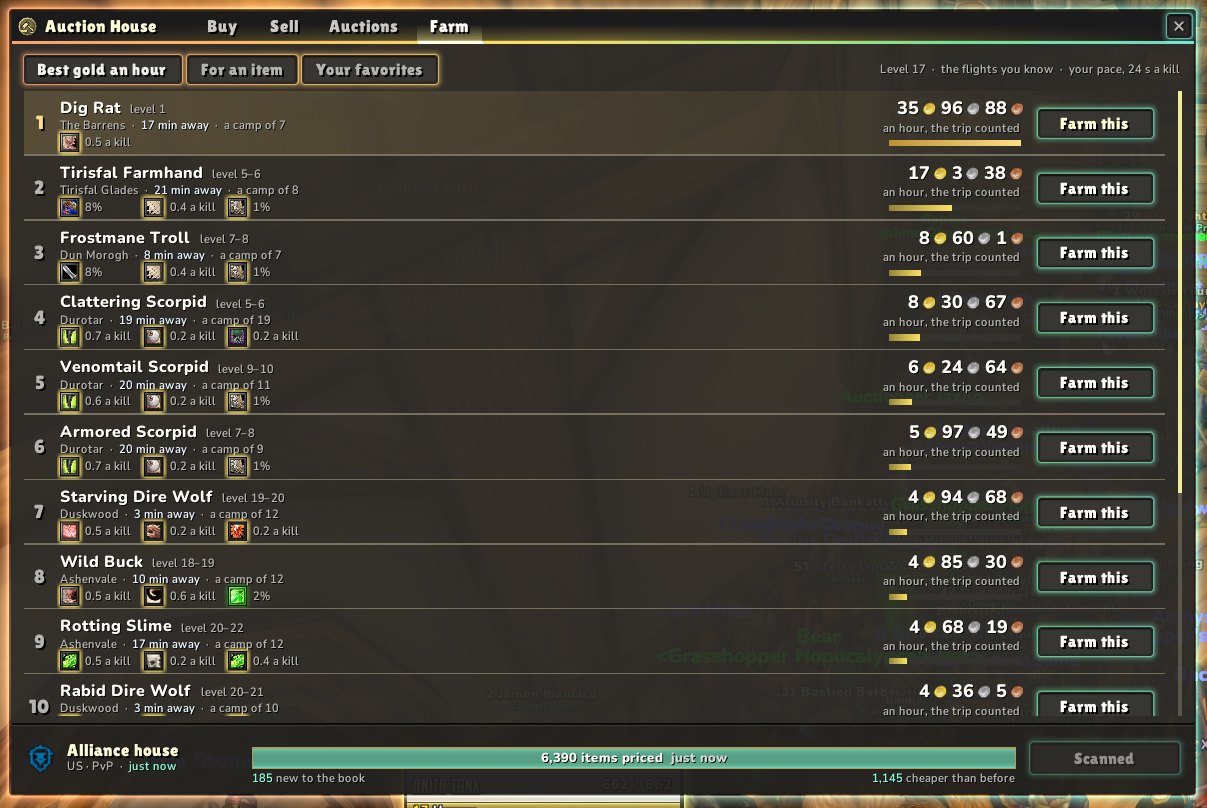 Auction House Buy Sell Auctions Farm
Best gold an hour For an item Your favorites Level 17 · the flights you know · your pace, 24 s a kill
1 Dig Rat level 1 35 96 88 Farm this
The Barrens · 17 min away · a camp of 7 an hour, the trip counted
0.5 a kill
2 Tirisfal Farmhand level 5–6 17 3 38 Farm this
Tirisfal Glades · 21 min away · a camp of 8 an hour, the trip counted
8% 0.4 a kill 1%
3 Frostmane Troll level 7–8 8 60 1 Farm this
Dun Morogh · 8 min away · a camp of 7 an hour, the trip counted
8% 0.4 a kill 1%
4 Clattering Scorpid level 5–6 8 30 67 Farm this
Durotar · 19 min away · a camp of 19 an hour, the trip counted
0.7 a kill 0.2 a kill 0.2 a kill
5 Venomtail Scorpid level 9–10 6 24 64 Farm this
Durotar · 20 min away · a camp of 11 an hour, the trip counted
0.6 a kill 0.2 a kill 1%
6 Armored Scorpid level 7–8 5 97 49 Farm this
Durotar · 20 min away · a camp of 9 an hour, the trip counted
0.7 a kill 0.2 a kill 1%
7 Starving Dire Wolf level 19–20 4 94 68 Farm this
Duskwood · 3 min away · a camp of 12 an hour, the trip counted
0.5 a kill 0.2 a kill 0.2 a kill
8 Wild Buck level 18–19 4 85 30 Farm this
Ashenvale · 10 min away · a camp of 12 an hour, the trip counted
0.5 a kill 0.6 a kill 2%
9 Rotting Slime level 20–22 4 68 19 Farm this
Ashenvale · 17 min away · a camp of 12 an hour, the trip counted
0.5 a kill 0.2 a kill 0.4 a kill
10 Rabid Dire Wolf level 20–21 4 36 5 Farm this
Duskwood · 3 min away · a camp of 10 an hour, the trip counted
Bear
Alliance house 6,390 items priced just now Scanned
US · PvP · just now 185 new to the book 1,145 cheaper than before
ANITA TANK 662 / 662